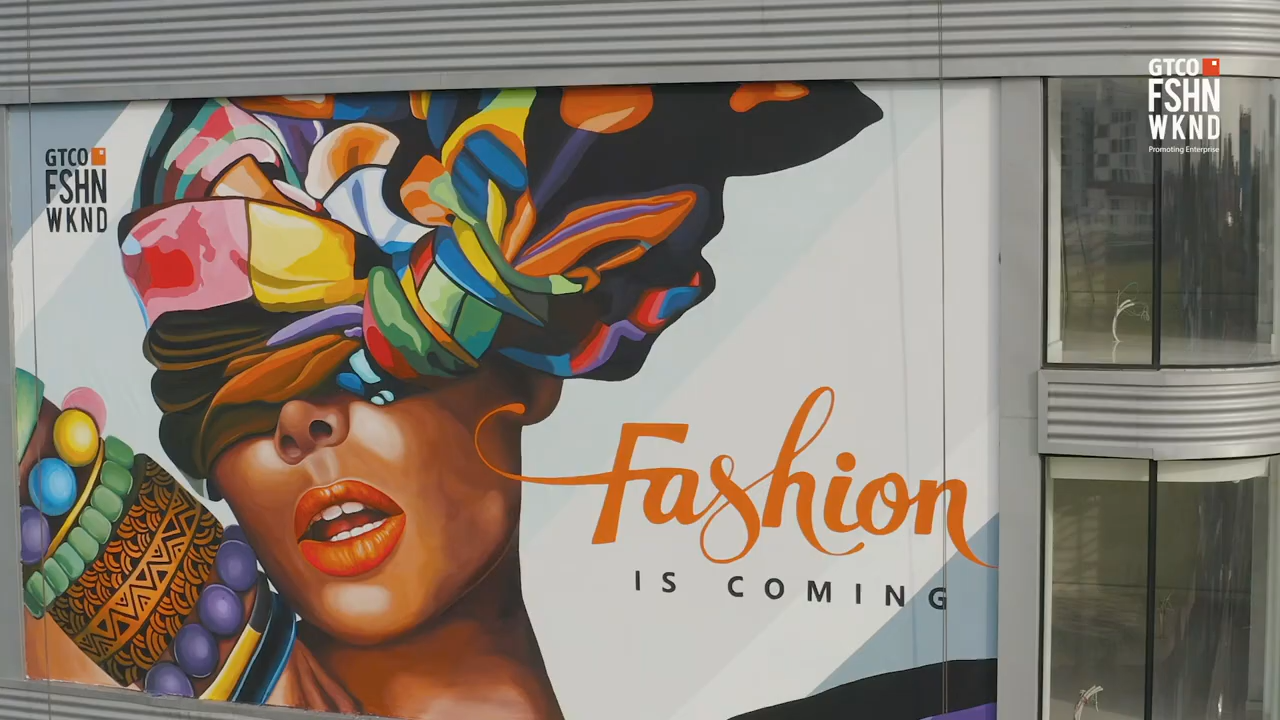 GTCO
FSHN
WKND
Fashion
IS COMING
GTCO
FSHN
WKND
Promoting Enterprise